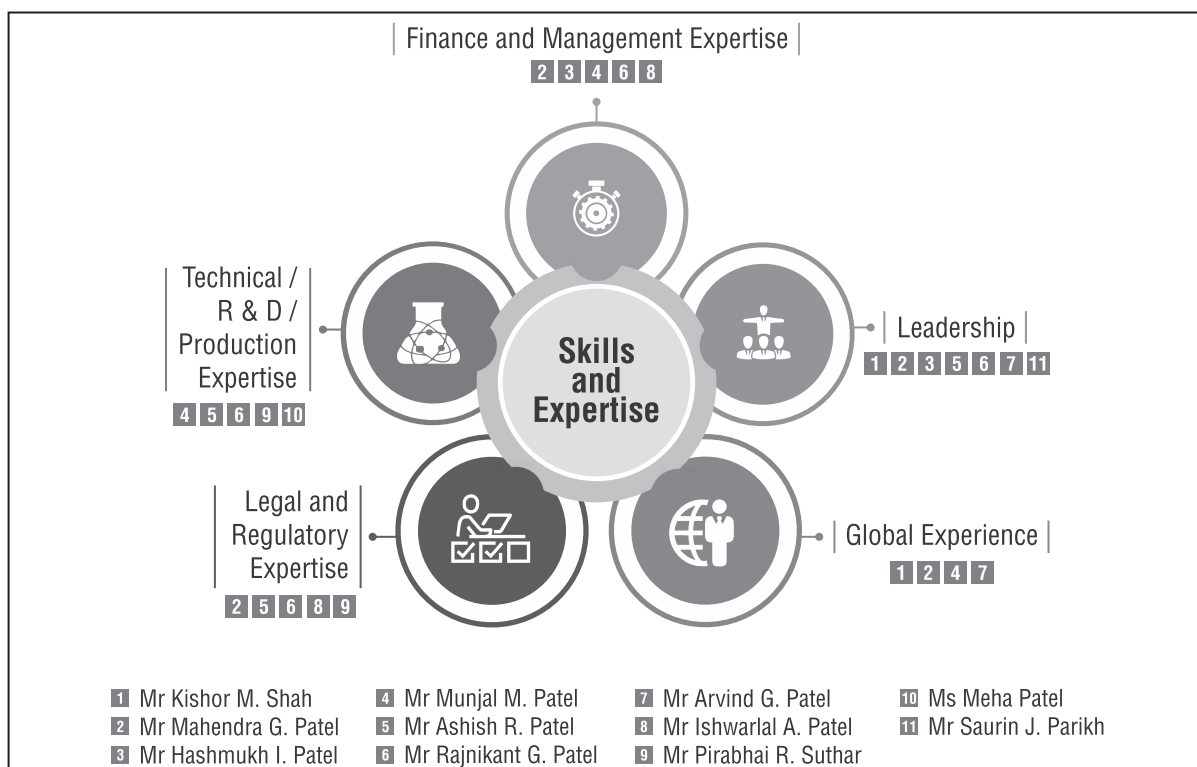 Finance and Management Expertise
2 3 4 6 8
Technical /
R & D /
Production
Expertise
4 5 6 9 10
Skills
and
Expertise
Leadership
1 2 3 5 6 7 11
Legal and
Regulatory
Expertise
2 5 6 8 9
Global Experience
1 2 4 7
1 Mr Kishor M. Shah
2 Mr Mahendra G. Patel
3 Mr Hashmukh I. Patel
4 Mr Munjal M. Patel
5 Mr Ashish R. Patel
6 Mr Rajnikant G. Patel
7 Mr Arvind G. Patel
8 Mr Ishwarlal A. Patel
9 Mr Pirabhai R. Suthar
10 Ms Meha Patel
11 Mr Saurin J. Parikh